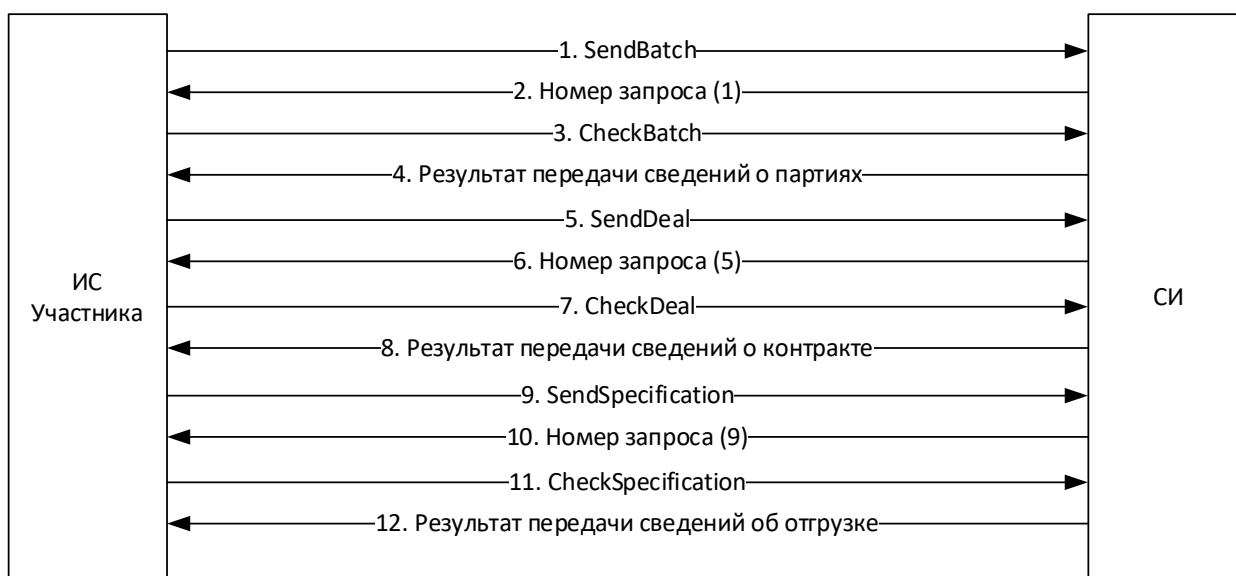 1. SendBatch
2. Номер запроса (1)
3. CheckBatch
4. Результат передачи сведений о партиях
5. SendDeal
6. Номер запроса (5)
ИС
Участника
СИ
7. CheckDeal
8. Результат передачи сведений о контракте
9. SendSpecification
10. Номер запроса (9)
11. CheckSpecification
12. Результат передачи сведений об отгрузке